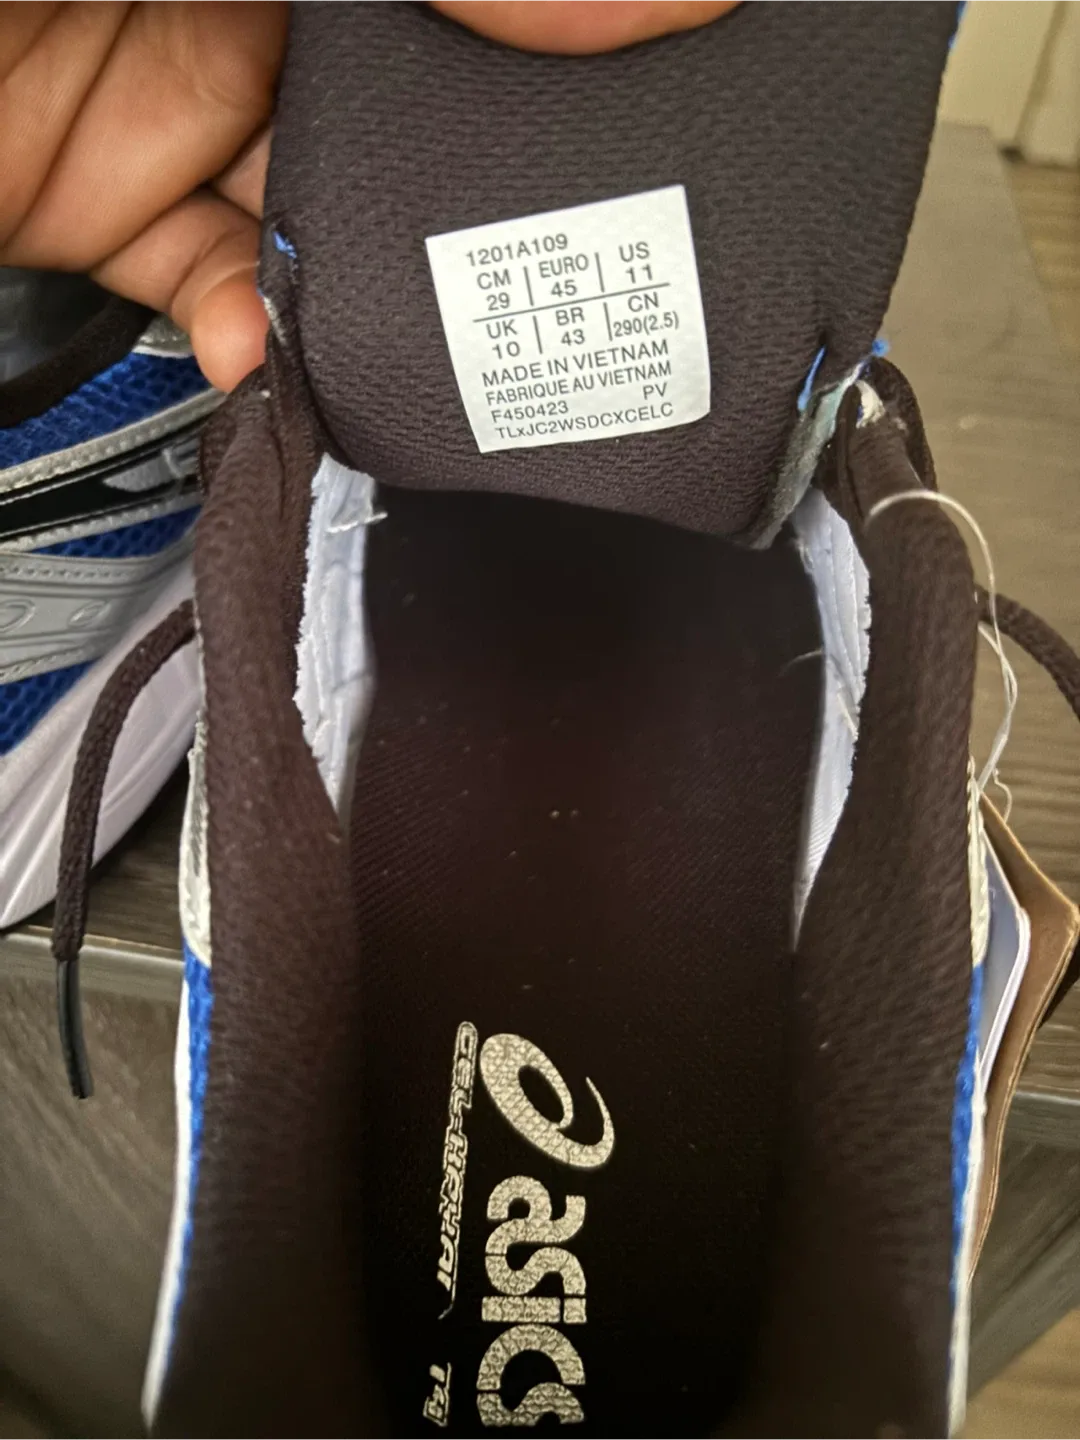 1201A109
CM | EURO | US
29 | 45 | 11
UK | BR | CN
10 | 43 | 290(2.5)
MADE IN VIETNAM
FABRIQUE AU VIETNAM
F450423 PV
TLxJC2WSDCXCELC
asics